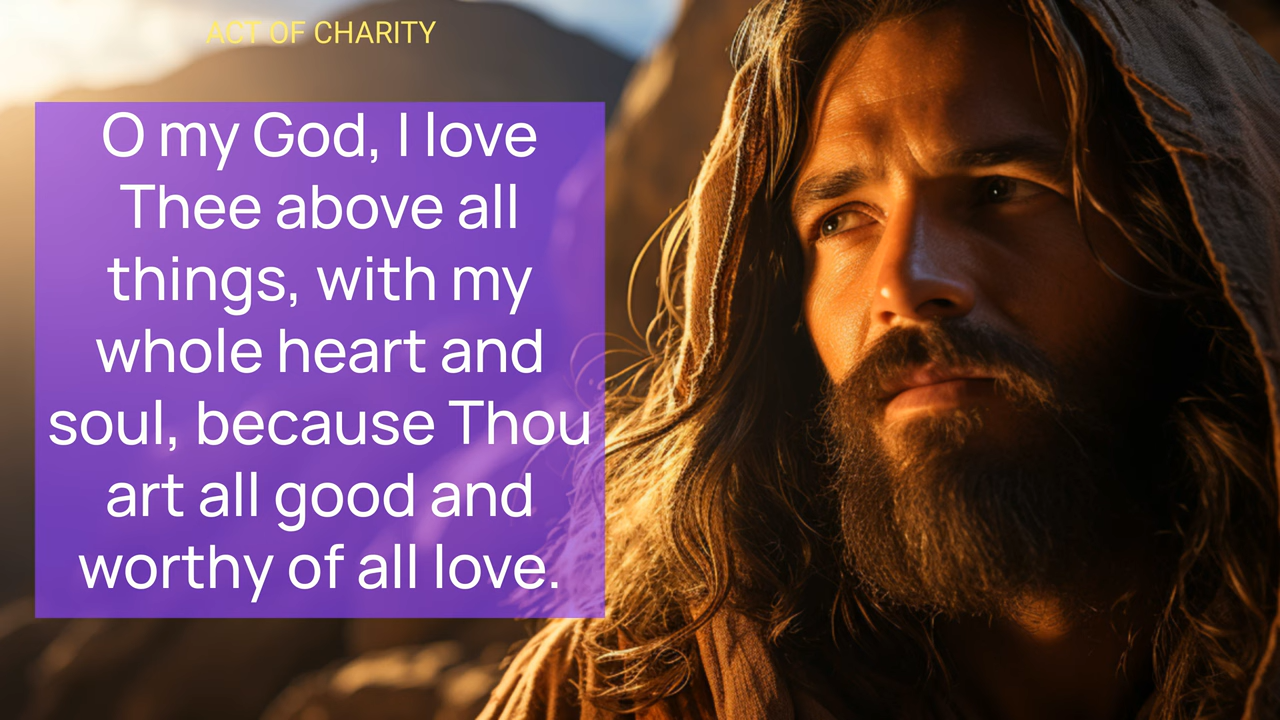 ACT OF CHARITY
O my God, I love
Thee above all
things, with my
whole heart and
soul, because Thou
art all good and
worthy of all love.